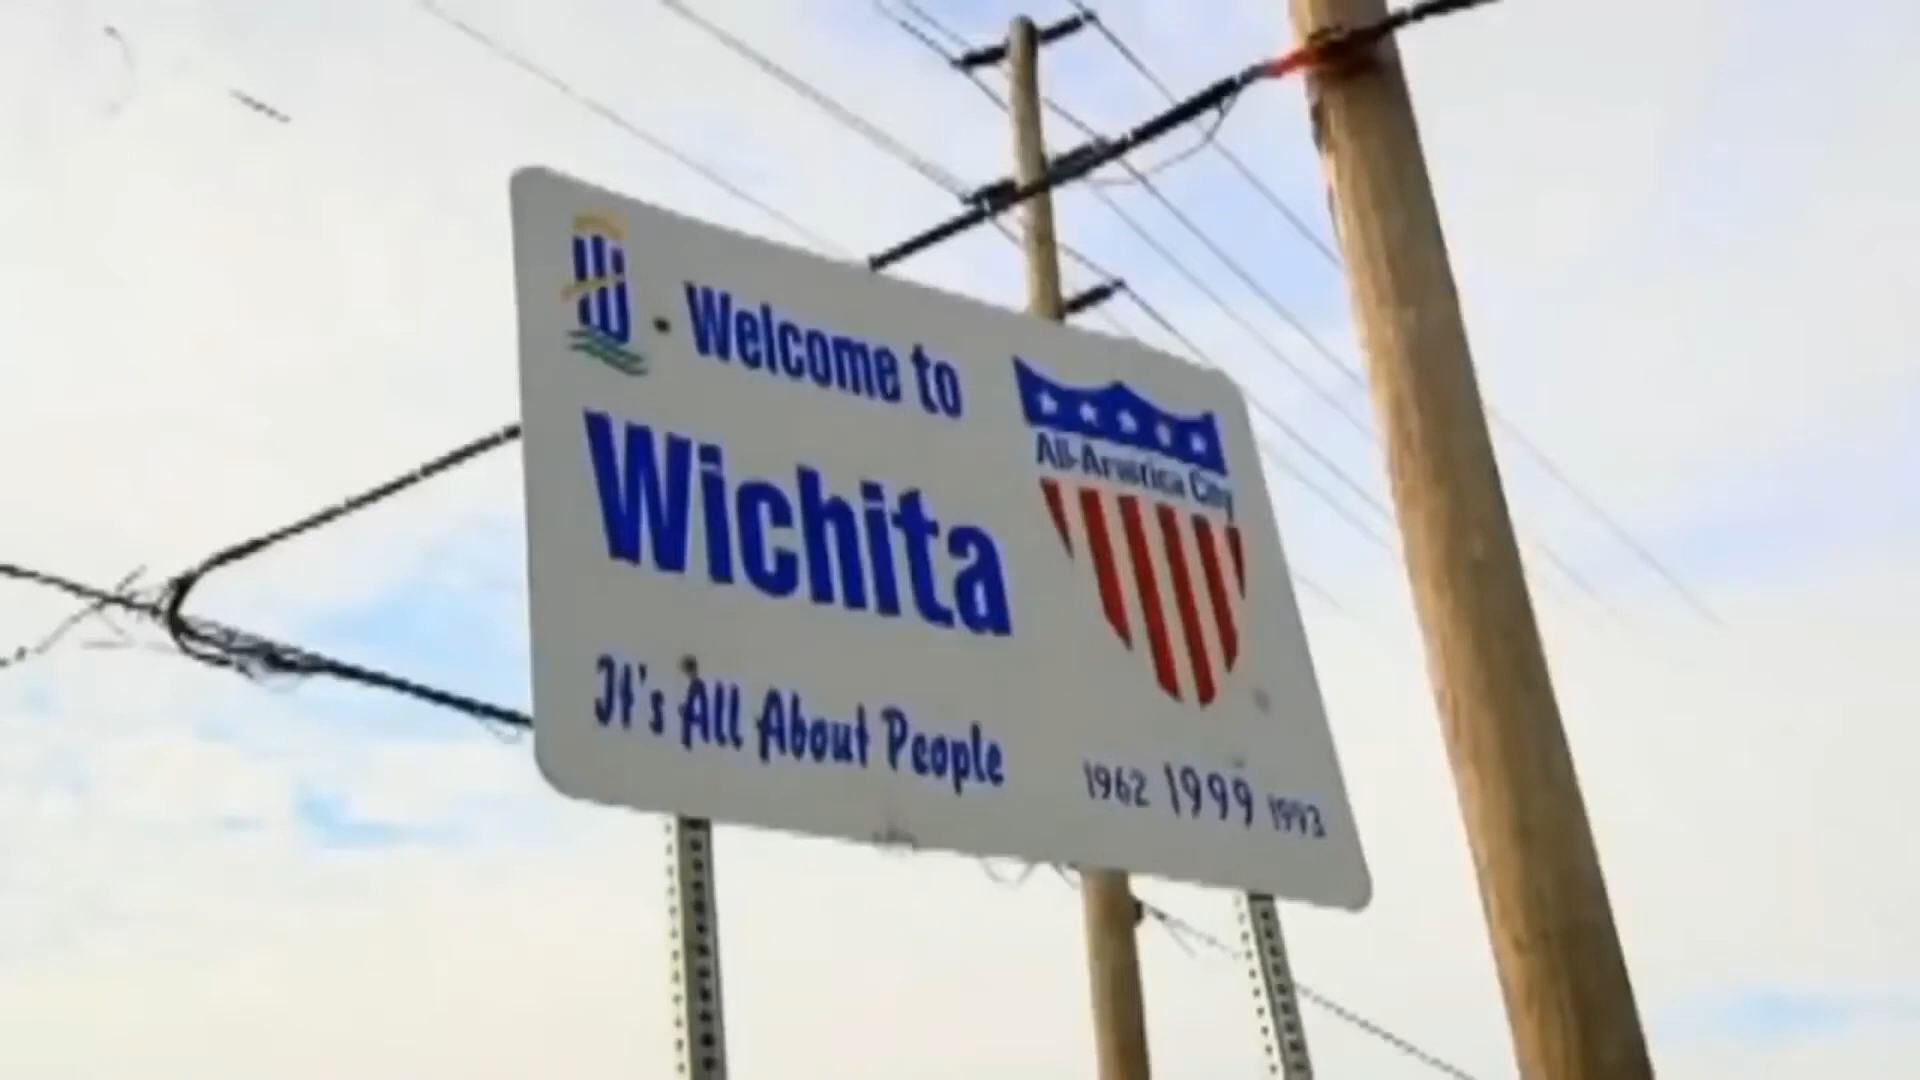 - Welcome to
Wichita
It's All About People
All-America City
1962 1999 1993